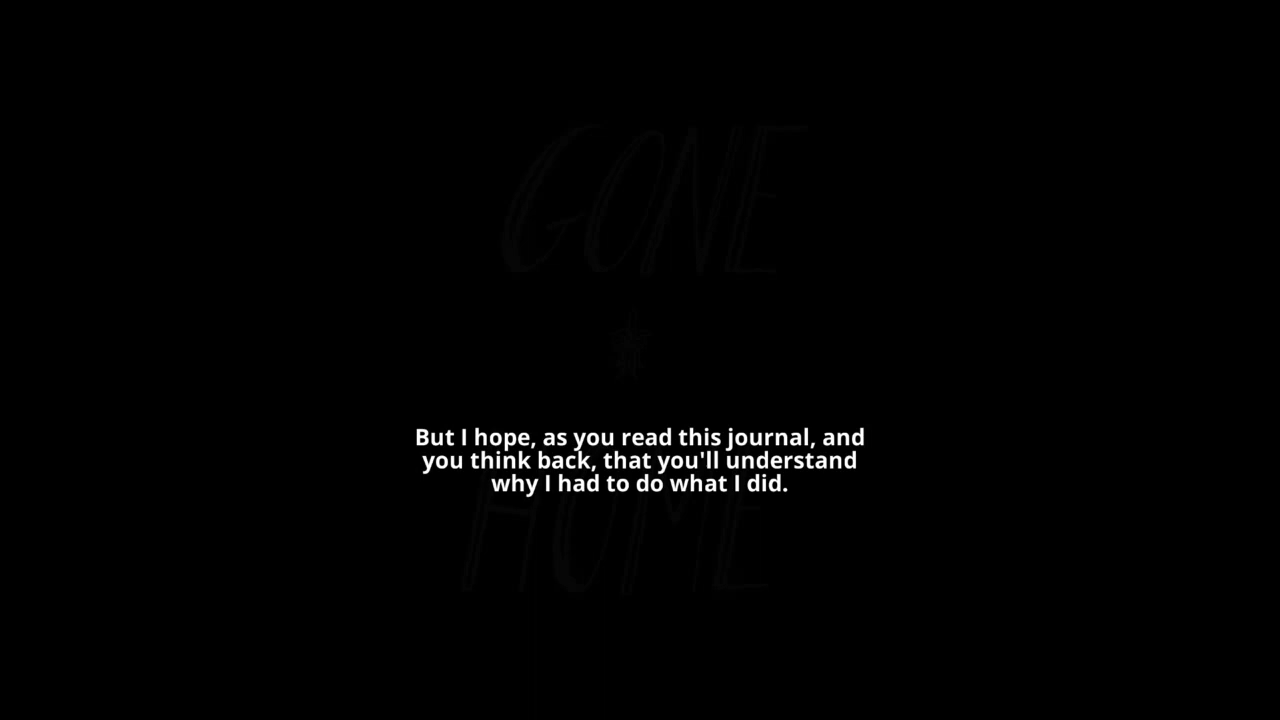 GONE
But I hope, as you read this journal, and
you think back, that you'll understand
why I had to do what I did.
HOME